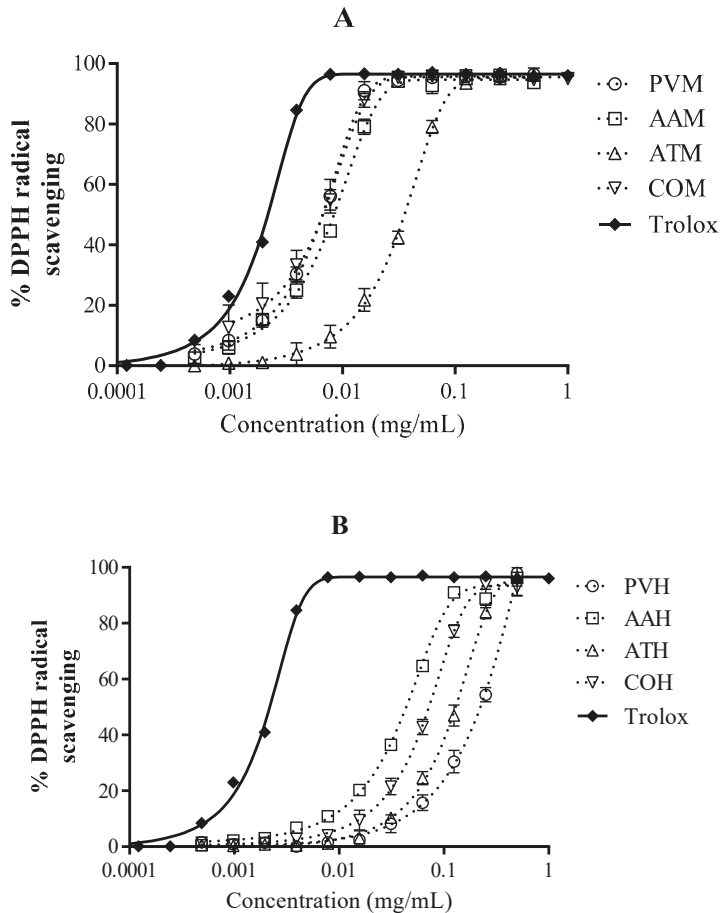 A
100
80
60
40
20
0
% DPPH radical
scavenging
0.0001
0.001
0.01
0.1
1
Concentration (mg/mL)
PVM
AAM
ATM
COM
Trolox
B
100
80
60
40
20
0
% DPPH radical
scavenging
0.0001
0.001
0.01
0.1
1
Concentration (mg/mL)
PVH
AAH
ATH
COH
Trolox